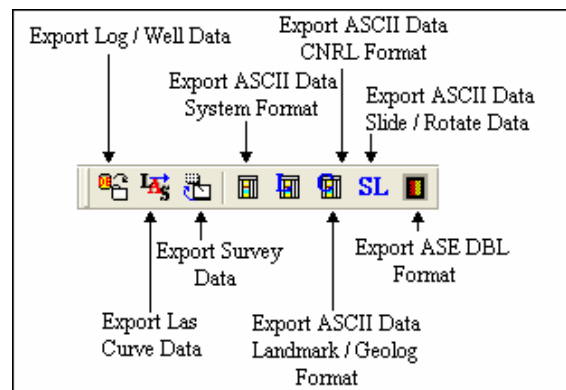 Export Log / Well Data
Export ASCII Data
CNRL Format
Export ASCII Data
System Format
Export ASCII Data
Slide / Rotate Data
DB
LAS
L
C
SL
Export Survey
Data
Export ASE DBL
Format
Export Las
Curve Data
Export ASCII Data
Landmark / Geolog
Format